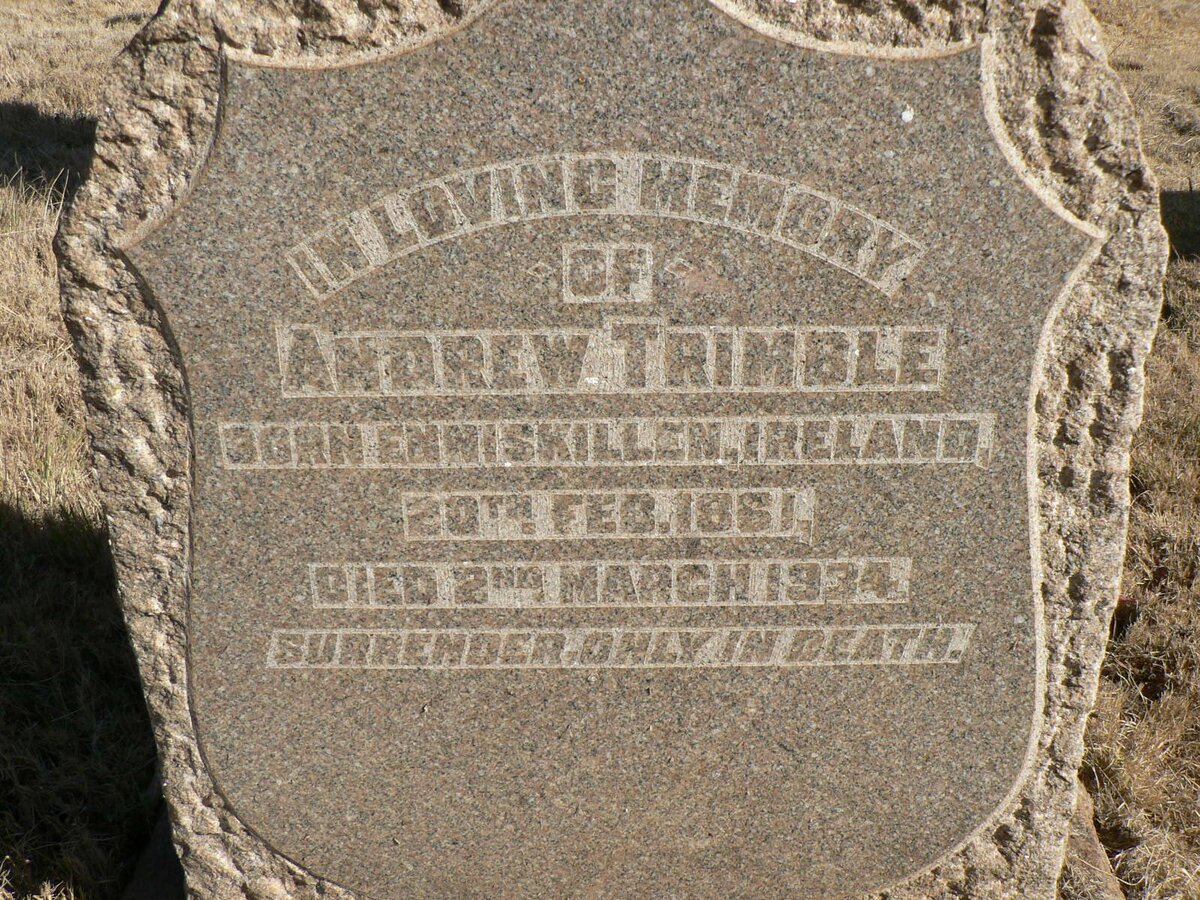 IN LOVING MEMORY
OF
ANDREW TRIMBLE
BORN ENNISKILLEN, IRELAND,
20TH. FEB. 1861,
DIED 2ND MARCH 1934.
SURRENDER ONLY IN DEATH.